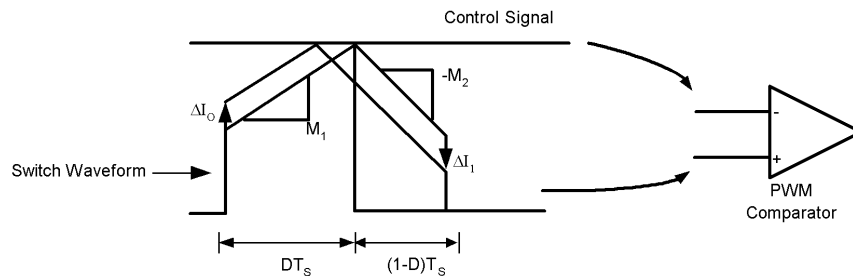 Control Signal
-M₂
ΔI₀
M₁
ΔI₁
Switch Waveform
-
+
PWM
Comparator
DTₛ
(1-D)Tₛ